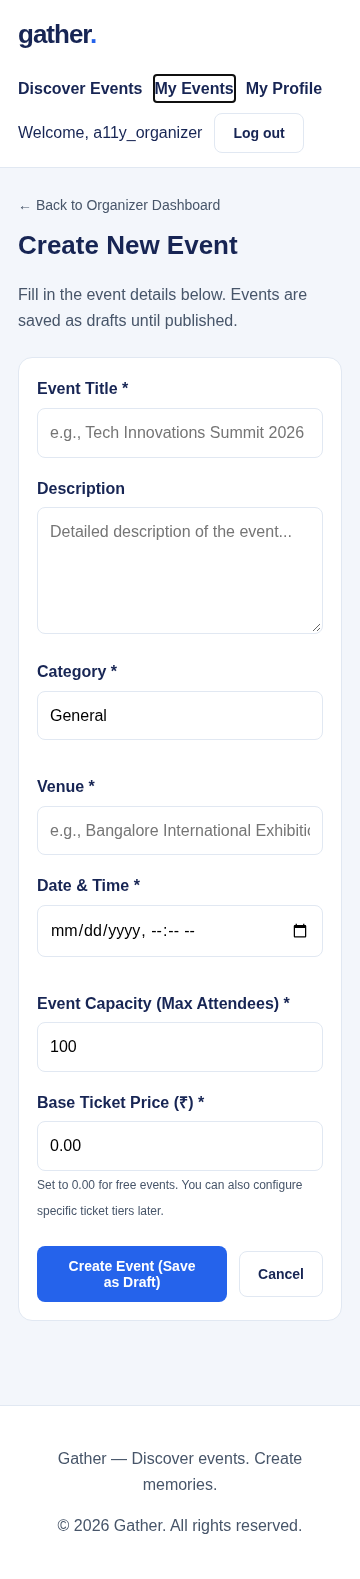 gather.
Discover Events My Events My Profile
Welcome, a11y_organizer Log out
← Back to Organizer Dashboard
Create New Event
Fill in the event details below. Events are
saved as drafts until published.
Event Title *
e.g., Tech Innovations Summit 2026
Description
Detailed description of the event...
Category *
General
Venue *
e.g., Bangalore International Exhibitic
Date & Time *
mm/dd/yyyy, --:-- --
Event Capacity (Max Attendees) *
100
Base Ticket Price (₹) *
0.00
Set to 0.00 for free events. You can also configure
specific ticket tiers later.
Create Event (Save
as Draft)
Cancel
Gather — Discover events. Create
memories.
© 2026 Gather. All rights reserved.